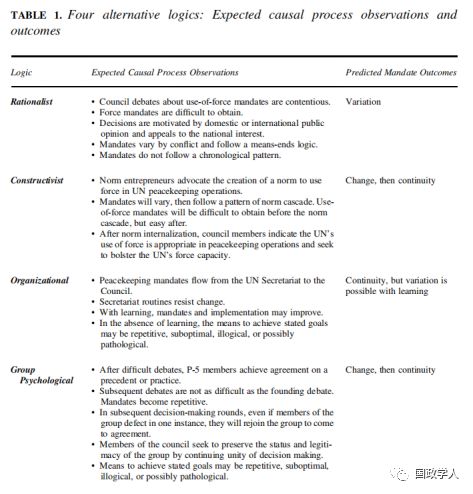 TABLE 1. Four alternative logics: Expected causal process observations and
outcomes
Logic Expected Causal Process Observations Predicted Mandate Outcomes
Rationalist • Council debates about use-of-force mandates are contentious. Variation
• Force mandates are difficult to obtain.
• Decisions are motivated by domestic or international public
opinion and appeals to the national interest.
• Mandates vary by conflict and follow a means-ends logic.
• Mandates do not follow a chronological pattern.
Constructivist • Norm entrepreneurs advocate the creation of a norm to use Change, then continuity
force in UN peacekeeping operations.
• Mandates will vary, then follow a pattern of norm cascade. Use-
of-force mandates will be difficult to obtain before the norm
cascade, but easy after.
• After norm internalization, council members indicate the UN's
use of force is appropriate in peacekeeping operations and seek
to bolster the UN's force capacity.
Organizational • Peacekeeping mandates flow from the UN Secretariat to the Continuity, but variation is
Council. possible with learning
• Secretariat routines resist change.
• With learning, mandates and implementation may improve.
• In the absence of learning, the means to achieve stated goals
may be repetitive, suboptimal, illogical, or possibly
pathological.
Group • After difficult debates, P-5 members achieve agreement on a Change, then continuity
Psychological precedent or practice.
• Subsequent debates are not as difficult as the founding debate.
Mandates become repetitive.
• In subsequent decision-making rounds, even if members of the
group defect in one instance, they will rejoin the group to come
to agreement.
• Members of the council seek to preserve the status and legiti-
macy of the group by continuing unity of decision making.
• Means to achieve stated goals may be repetitive, suboptimal,
illogical, or possibly pathological.
国政学人